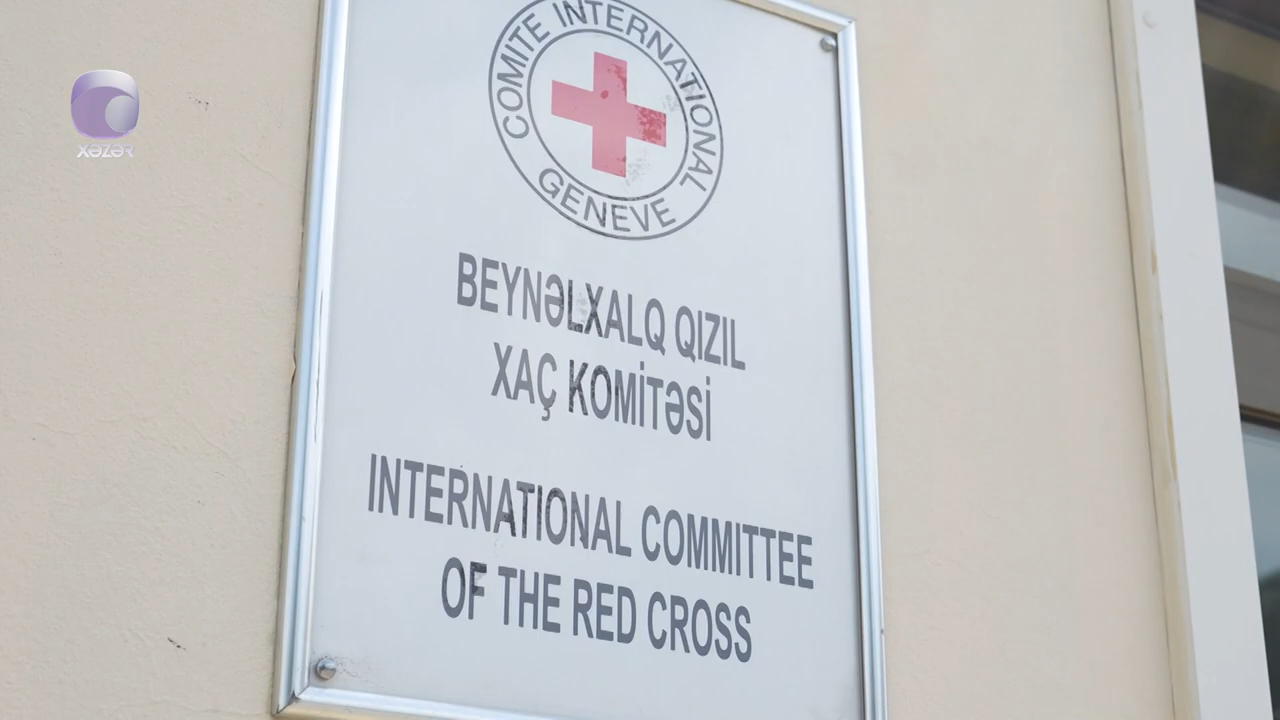 XƏZƏR
COMITE INTERNATIONAL
GENEVE
BEYNƏLXALQ QIZIL
XAÇ KOMİTƏSİ
INTERNATIONAL COMMITTEE
OF THE RED CROSS